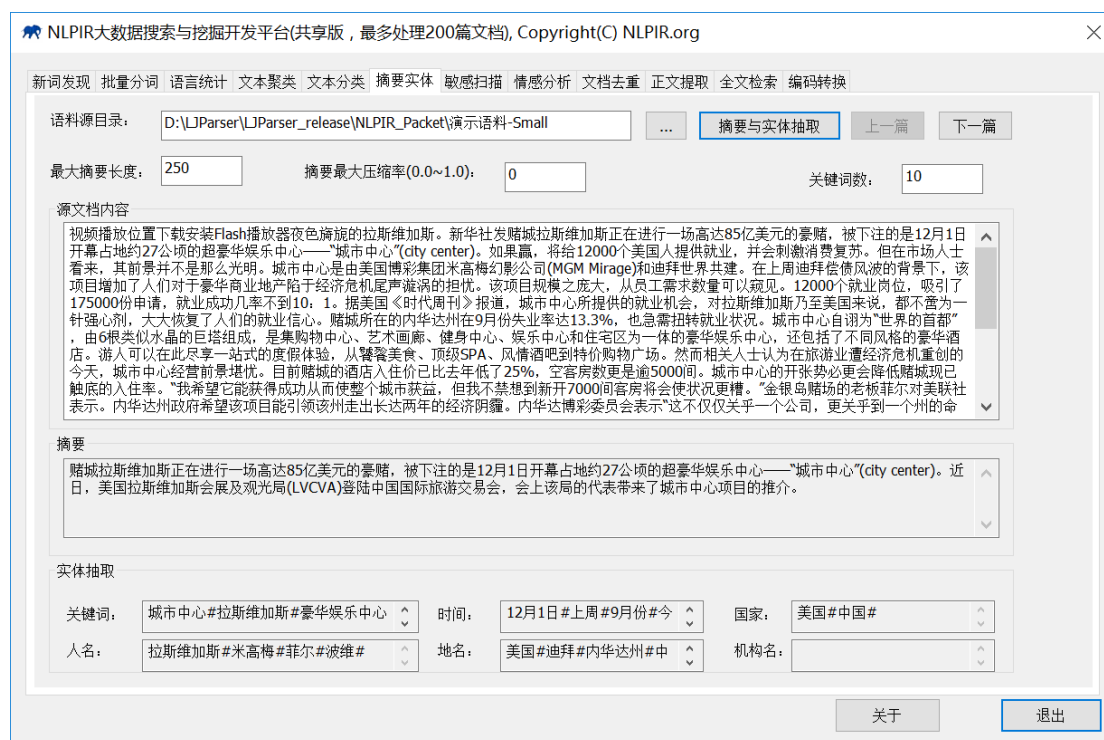 NLPIR大数据搜索与挖掘开发平台(共享版，最多处理200篇文档), Copyright(C) NLPIR.org
新词发现 批量分词 语言统计 文本聚类 文本分类 摘要实体 敏感扫描 情感分析 文档去重 正文提取 全文检索 编码转换
语料源目录： D:\LJParser\LJParser_release\NLPIR_Packet\演示语料-Small ... 摘要与实体抽取 上一篇 下一篇
最大摘要长度： 250 摘要最大压缩率(0.0~1.0)： 0 关键词数： 10
源文档内容
视频播放位置下载安装Flash播放器夜色旖旎的拉斯维加斯。新华社发赌城拉斯维加斯正在进行一场高达85亿美元的豪赌，被下注的是12月1日
开幕占地约27公顷的超豪华娱乐中心——“城市中心”(city center)。如果赢，将给12000个美国人提供就业，并会刺激消费复苏。但在市场人士
看来，其前景并不是那么光明。城市中心是由美国博彩集团米高梅幻影公司(MGM Mirage)和迪拜世界共建。在上周迪拜偿债风波的背景下，该
项目增加了人们对于豪华商业地产陷于经济危机尾声漩涡的担忧。该项目规模之庞大，从员工需求数量可以窥见。12000个就业岗位，吸引了
175000份申请，就业成功几率不到10：1。据美国《时代周刊》报道，城市中心所提供的就业机会，对拉斯维加斯乃至美国来说，都不啻为一
针强心剂，大大恢复了人们的就业信心。赌城所在的内华达州在9月份失业率达13.3%，也急需扭转就业状况。城市中心自诩为“世界的首都”
，由6根类似水晶的巨塔组成，是集购物中心、艺术画廊、健身中心、娱乐中心和住宅区为一体的豪华娱乐中心，还包括了不同风格的豪华酒
店。游人可以在此尽享一站式的度假体验，从饕餮美食、顶级SPA、风情酒吧到特价购物广场。然而相关人士认为在旅游业遭经济危机重创的
今天，城市中心经营前景堪忧。目前赌城的酒店入住价已比去年低了25%，空客房数更是逾5000间。城市中心的开张势必更会降低赌城现已
触底的入住率。“我希望它能获得成功从而使整个城市获益，但我不禁想到新开7000间客房将会使状况更糟。”金银岛赌场的老板菲尔对美联社
表示。内华达州政府希望该项目能引领该州走出长达两年的经济阴霾。内华达博彩委员会表示“这不仅仅关乎一个公司，更关乎到一个州的命
摘要
赌城拉斯维加斯正在进行一场高达85亿美元的豪赌，被下注的是12月1日开幕占地约27公顷的超豪华娱乐中心——“城市中心”(city center)。近
日，美国拉斯维加斯会展及观光局(LVCVA)登陆中国国际旅游交易会，会上该局的代表带来了城市中心项目的推介。
实体抽取
关键词： 城市中心#拉斯维加斯#豪华娱乐中心 时间： 12月1日#上周#9月份#今 国家： 美国#中国#
人名： 拉斯维加斯#米高梅#菲尔#波维# 地名： 美国#迪拜#内华达州#中 机构名：
关于 退出